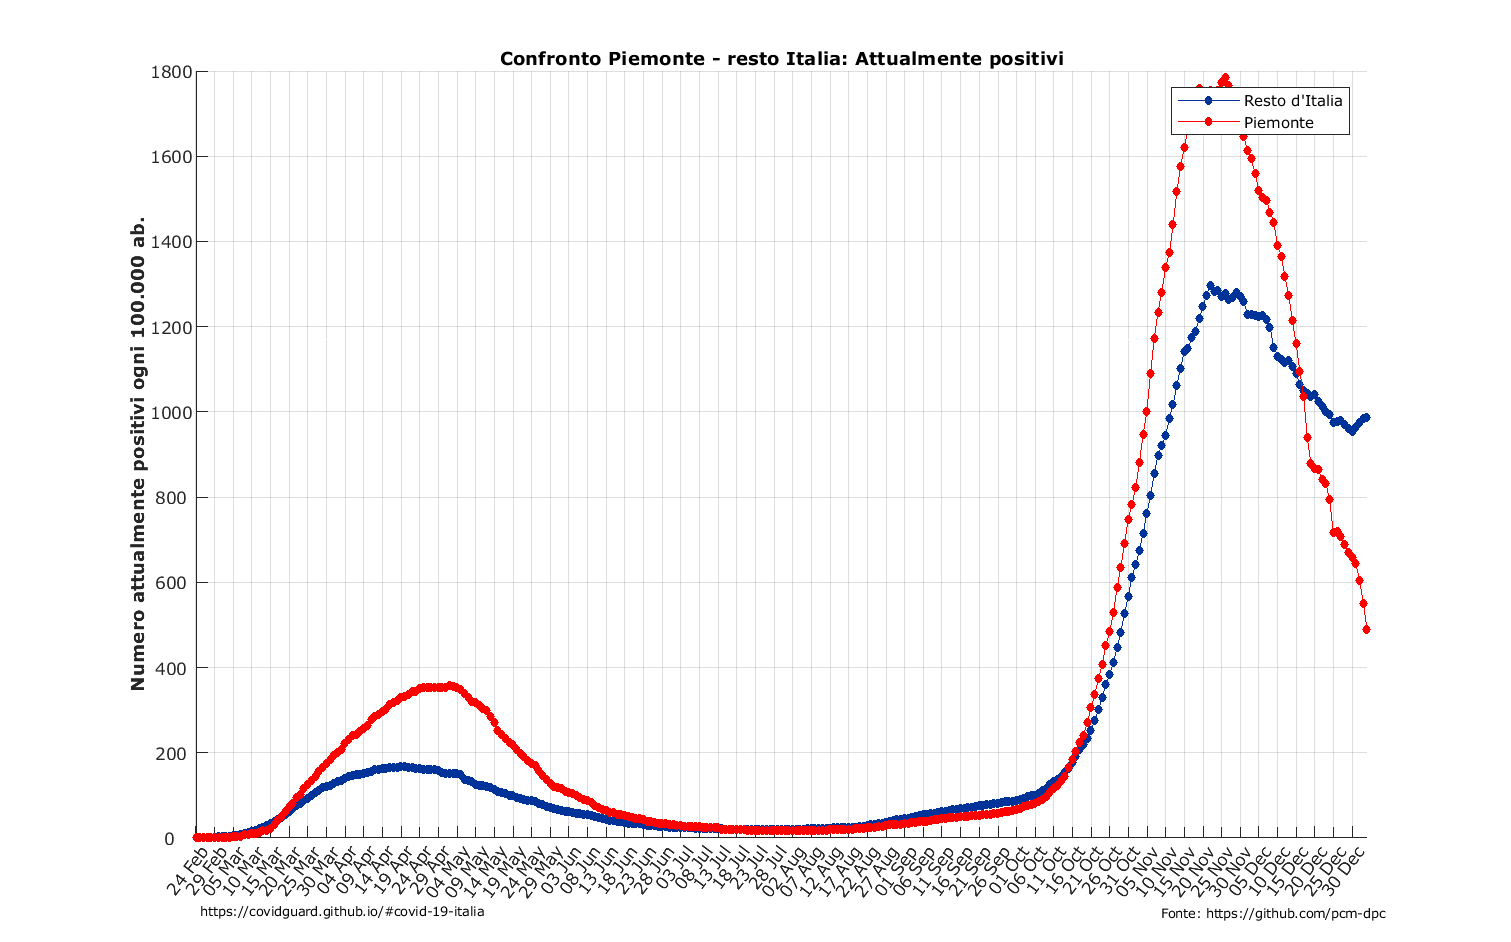 Confronto Piemonte - resto Italia: Attualmente positivi
Numero attualmente positivi ogni 100.000 ab.
1800
1600
1400
1200
1000
800
600
400
200
0
Resto d'Italia
Piemonte
24 Feb
29 Feb
05 Mar
10 Mar
15 Mar
20 Mar
25 Mar
30 Mar
04 Apr
09 Apr
14 Apr
19 Apr
24 Apr
29 Apr
04 May
09 May
14 May
19 May
24 May
29 May
03 Jun
08 Jun
13 Jun
18 Jun
23 Jun
28 Jun
03 Jul
08 Jul
13 Jul
18 Jul
23 Jul
28 Jul
02 Aug
07 Aug
12 Aug
17 Aug
22 Aug
27 Aug
01 Sep
06 Sep
11 Sep
16 Sep
21 Sep
26 Sep
01 Oct
06 Oct
11 Oct
16 Oct
21 Oct
26 Oct
31 Oct
05 Nov
10 Nov
15 Nov
20 Nov
25 Nov
30 Nov
05 Dec
10 Dec
15 Dec
20 Dec
25 Dec
30 Dec
https://covidguard.github.io/#covid-19-italia
Fonte: https://github.com/pcm-dpc